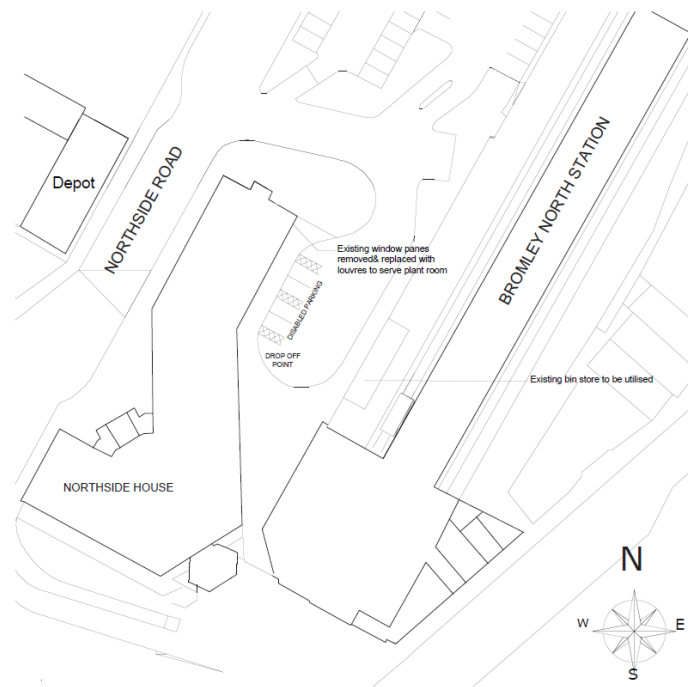 Depot
NORTHSIDE ROAD
BROMLEY NORTH STATION
Existing window panes
removed& replaced with
louvres to serve plant room
DISABLED PARKING
DROP OFF
POINT
Existing bin store to be utilised
NORTHSIDE HOUSE
N
W
E
S